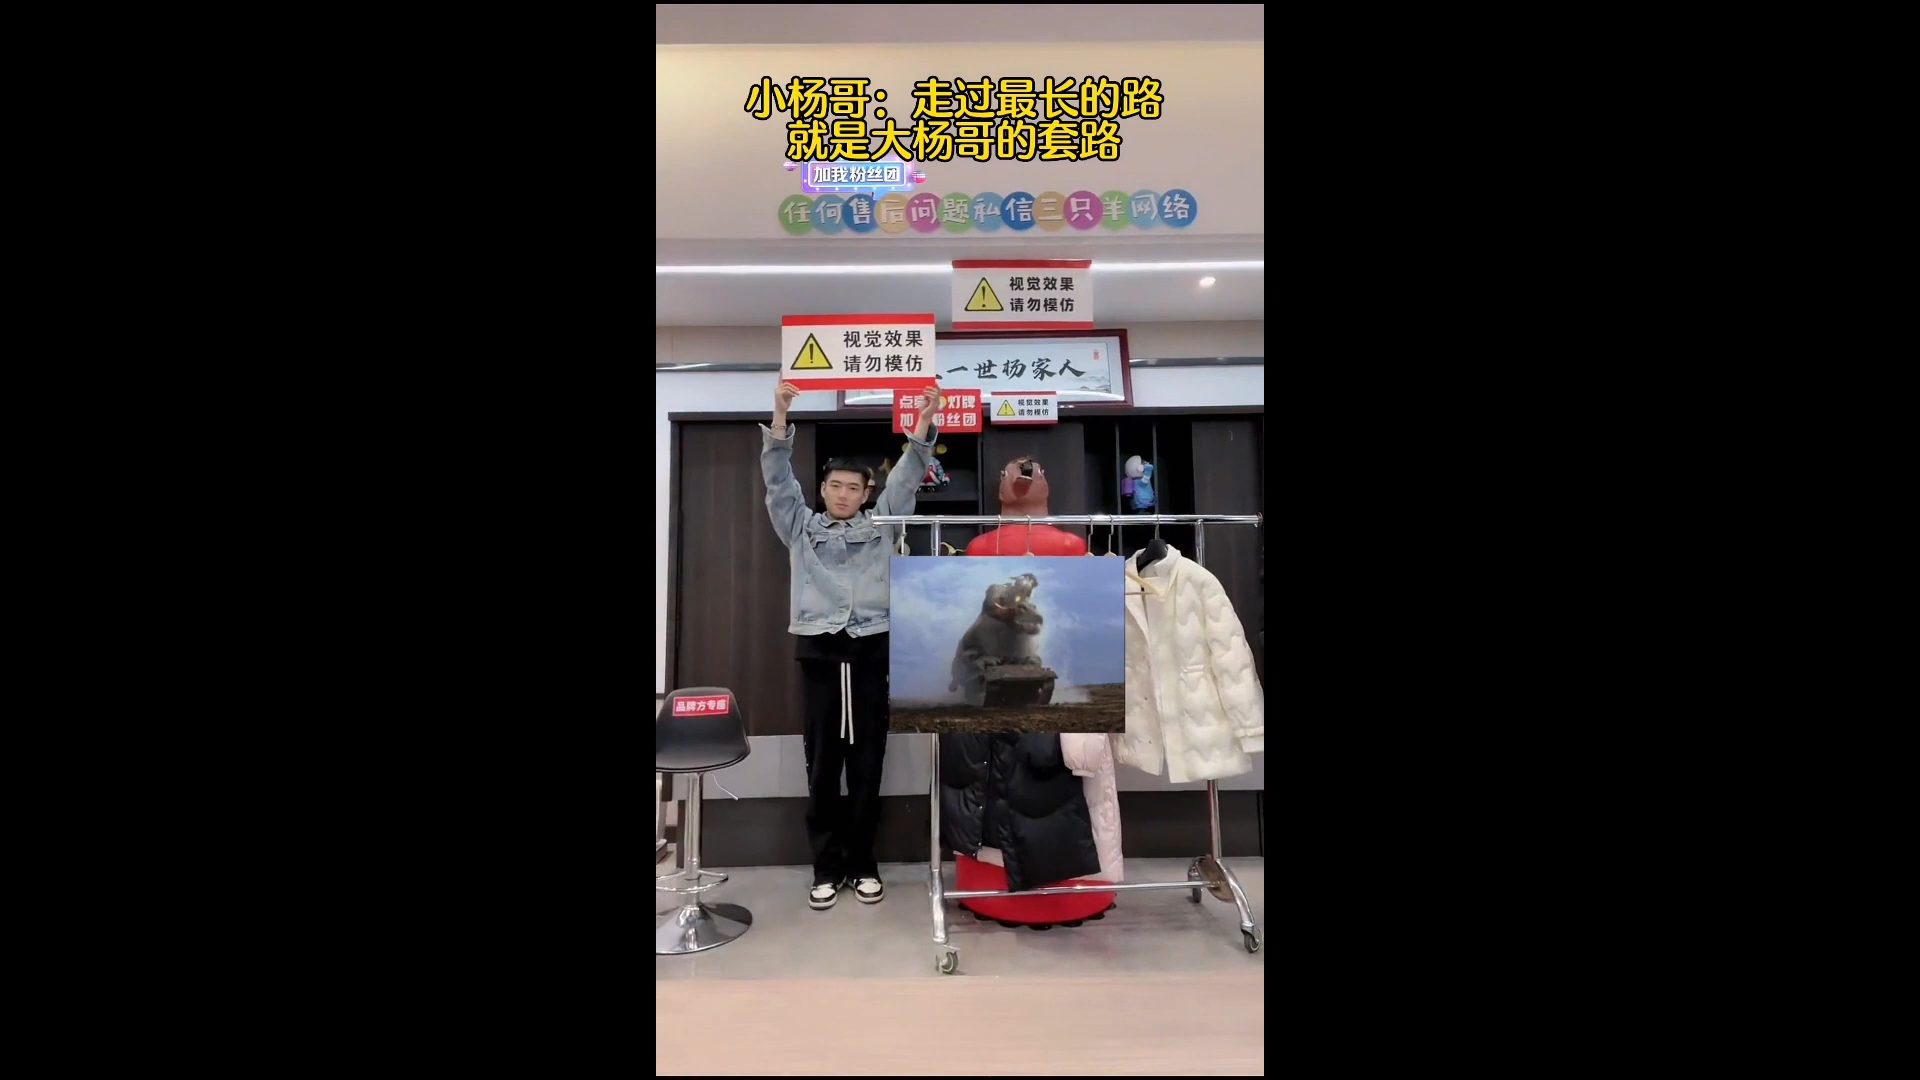 小杨哥：走过最长的路
就是大杨哥的套路
加我粉丝团
任何售后问题私信三只羊网络
视觉效果
请勿模仿
视觉效果
请勿模仿
一世杨家人
点亮灯牌
加 粉丝团
视觉效果
请勿模仿
品牌方专座